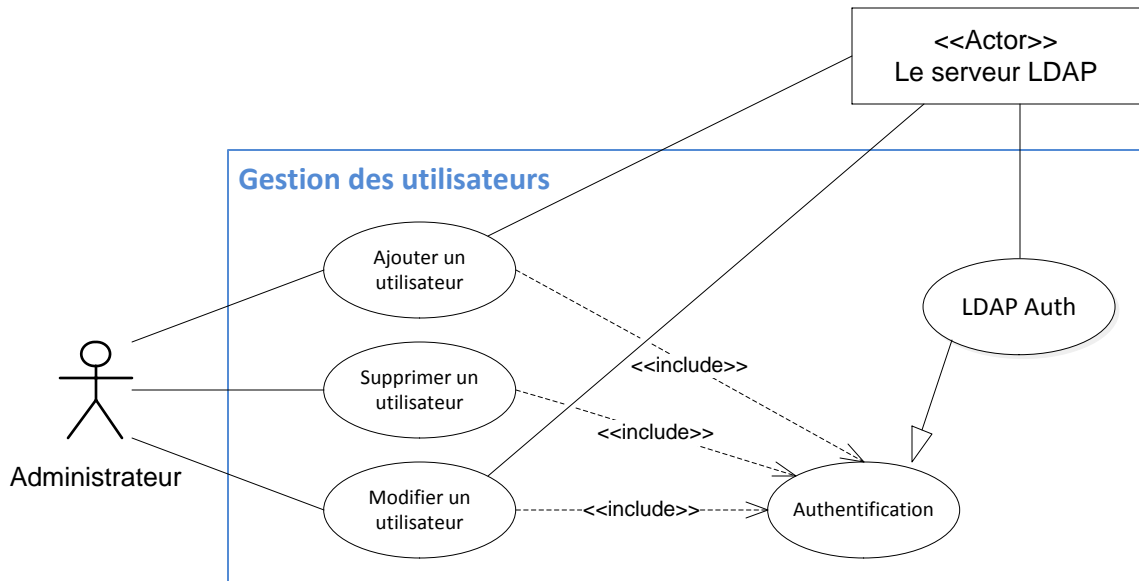 <<Actor>>
Le serveur LDAP
Gestion des utilisateurs
Ajouter un
utilisateur
LDAP Auth
<<include>>
Supprimer un
utilisateur
<<include>>
Administrateur
Modifier un
utilisateur
<<include>>
Authentification